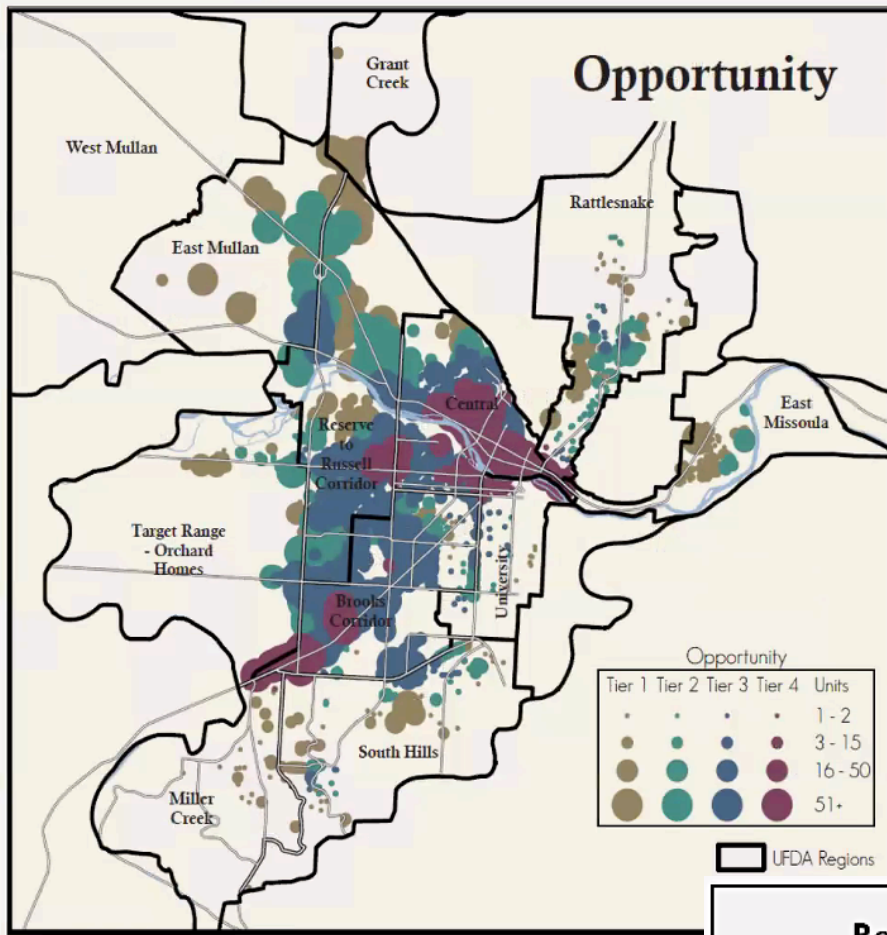 Opportunity
Grant
Creek
West Mullan
Rattlesnake
East Mullan
Central
East
Missoula
Reserve
to
Russell
Corridor
Target Range
- Orchard
Homes
University
Brooks
Corridor
South Hills
Miller
Creek
Opportunity
Tier 1 Tier 2 Tier 3 Tier 4 Units
1 - 2
3 - 15
16 - 50
51+
UFDA Regions